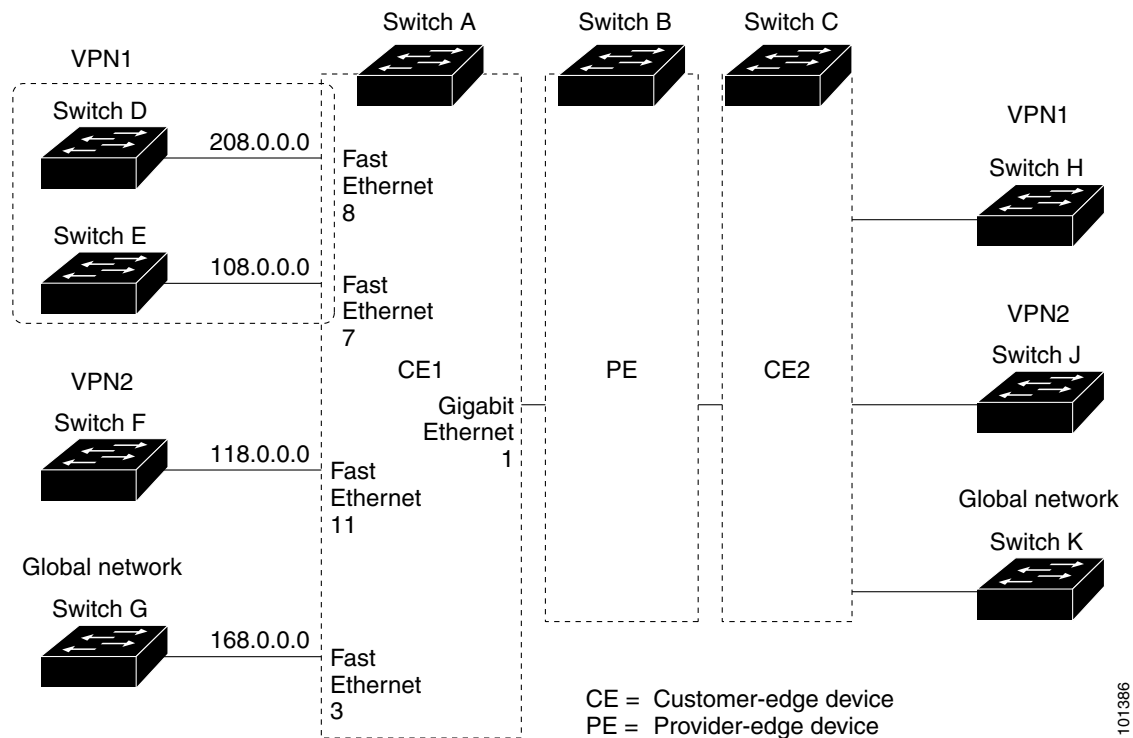 Switch A
Switch B
Switch C
VPN1
Switch D
208.0.0.0
Fast
Ethernet
8
Switch E
108.0.0.0
Fast
Ethernet
7
VPN2
Switch F
118.0.0.0
Fast
Ethernet
11
Global network
Switch G
168.0.0.0
Fast
Ethernet
3
CE1
Gigabit
Ethernet
1
PE
CE2
VPN1
Switch H
VPN2
Switch J
Global network
Switch K
CE = Customer-edge device
PE = Provider-edge device
101386